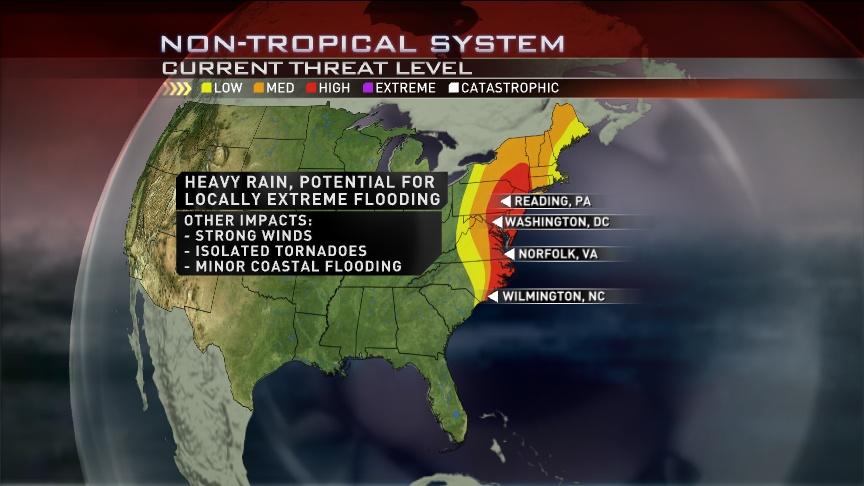 NON-TROPICAL SYSTEM
CURRENT THREAT LEVEL
LOW MED HIGH EXTREME CATASTROPHIC
HEAVY RAIN, POTENTIAL FOR
LOCALLY EXTREME FLOODING
OTHER IMPACTS:
- STRONG WINDS
- ISOLATED TORNADOES
- MINOR COASTAL FLOODING
READING, PA
WASHINGTON, DC
NORFOLK, VA
WILMINGTON, NC